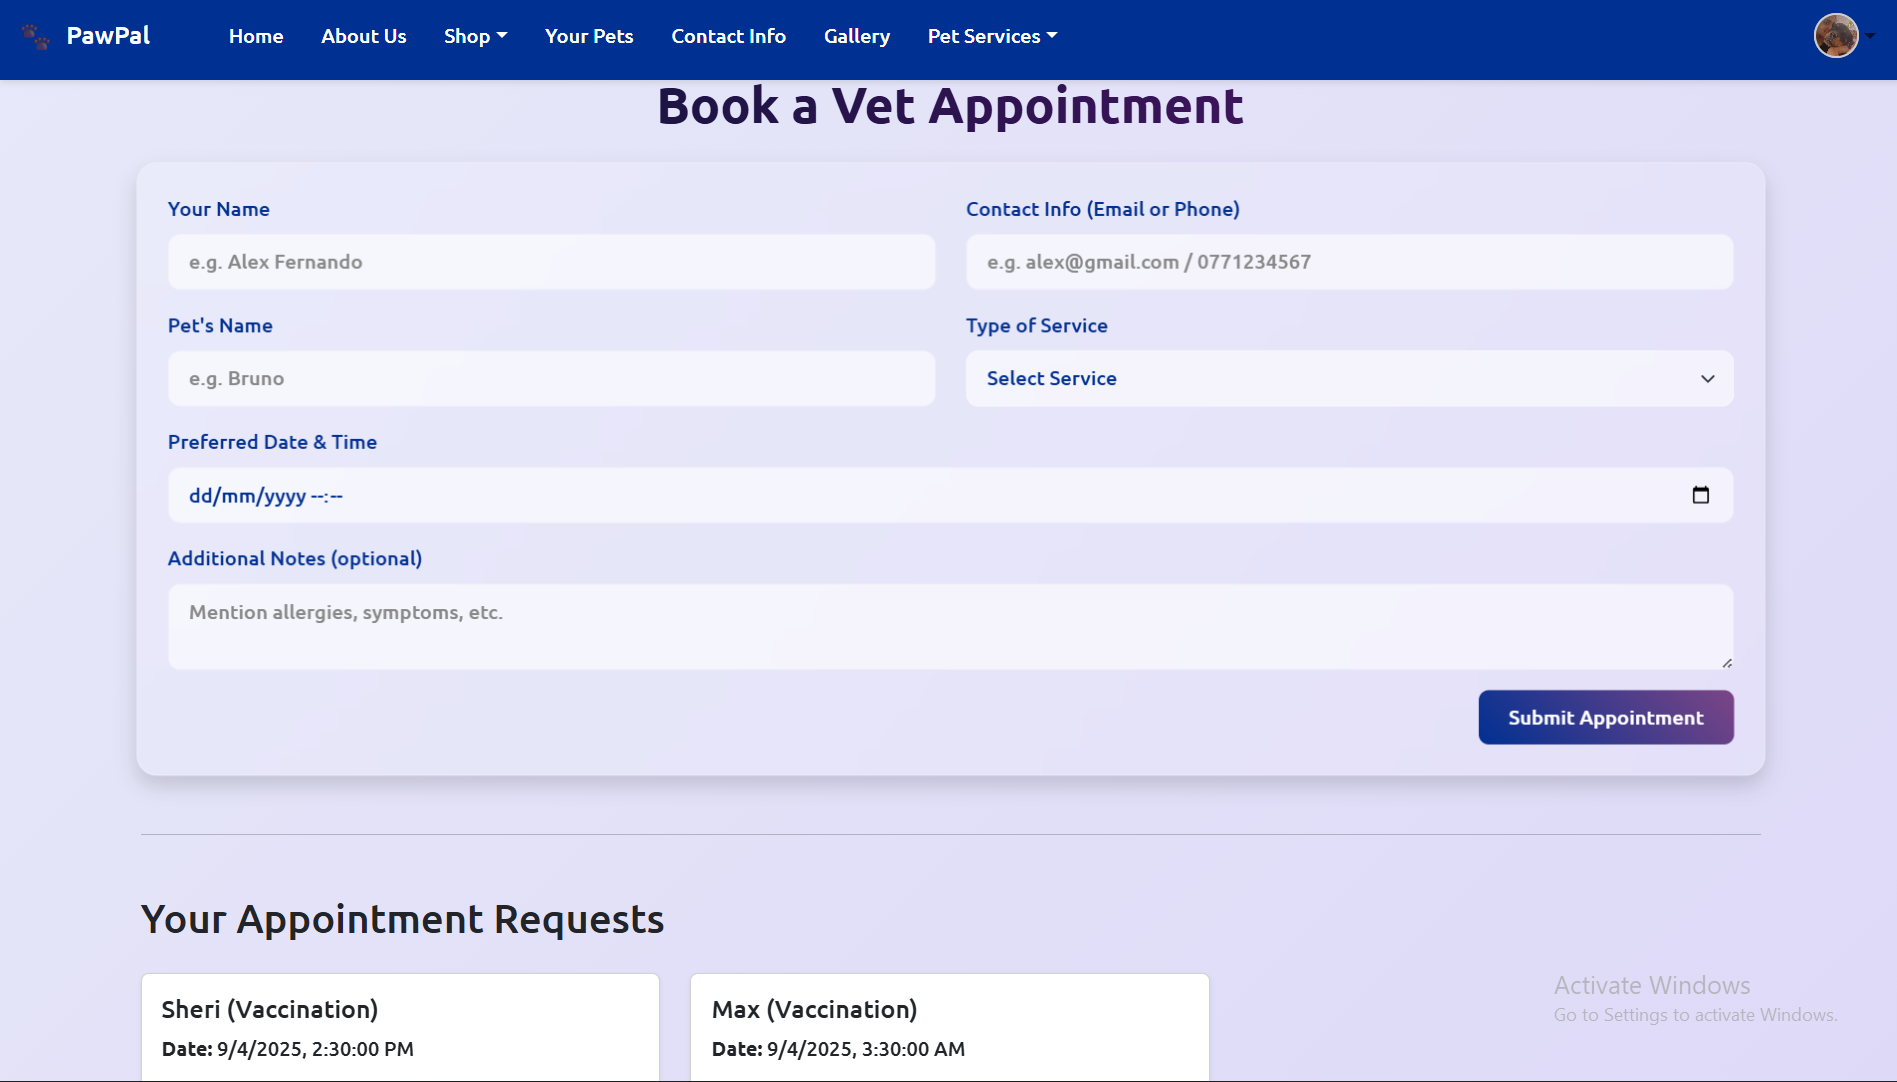 PawPal Home About Us Shop Your Pets Contact Info Gallery Pet Services
Book a Vet Appointment
Your Name
e.g. Alex Fernando
Contact Info (Email or Phone)
e.g. alex@gmail.com / 0771234567
Pet's Name
e.g. Bruno
Type of Service
Select Service
Preferred Date & Time
dd/mm/yyyy --:--
Additional Notes (optional)
Mention allergies, symptoms, etc.
Submit Appointment
Your Appointment Requests
Sheri (Vaccination)
Date: 9/4/2025, 2:30:00 PM
Max (Vaccination)
Date: 9/4/2025, 3:30:00 AM
Activate Windows
Go to Settings to activate Windows.